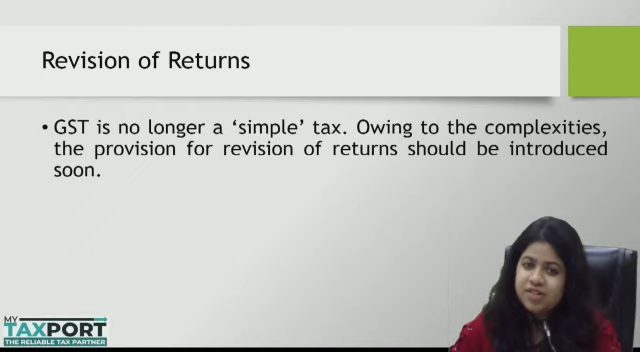 Revision of Returns
• GST is no longer a ‘simple’ tax. Owing to the complexities,
the provision for revision of returns should be introduced
soon.
MY
TAXPORT
THE RELIABLE TAX PARTNER